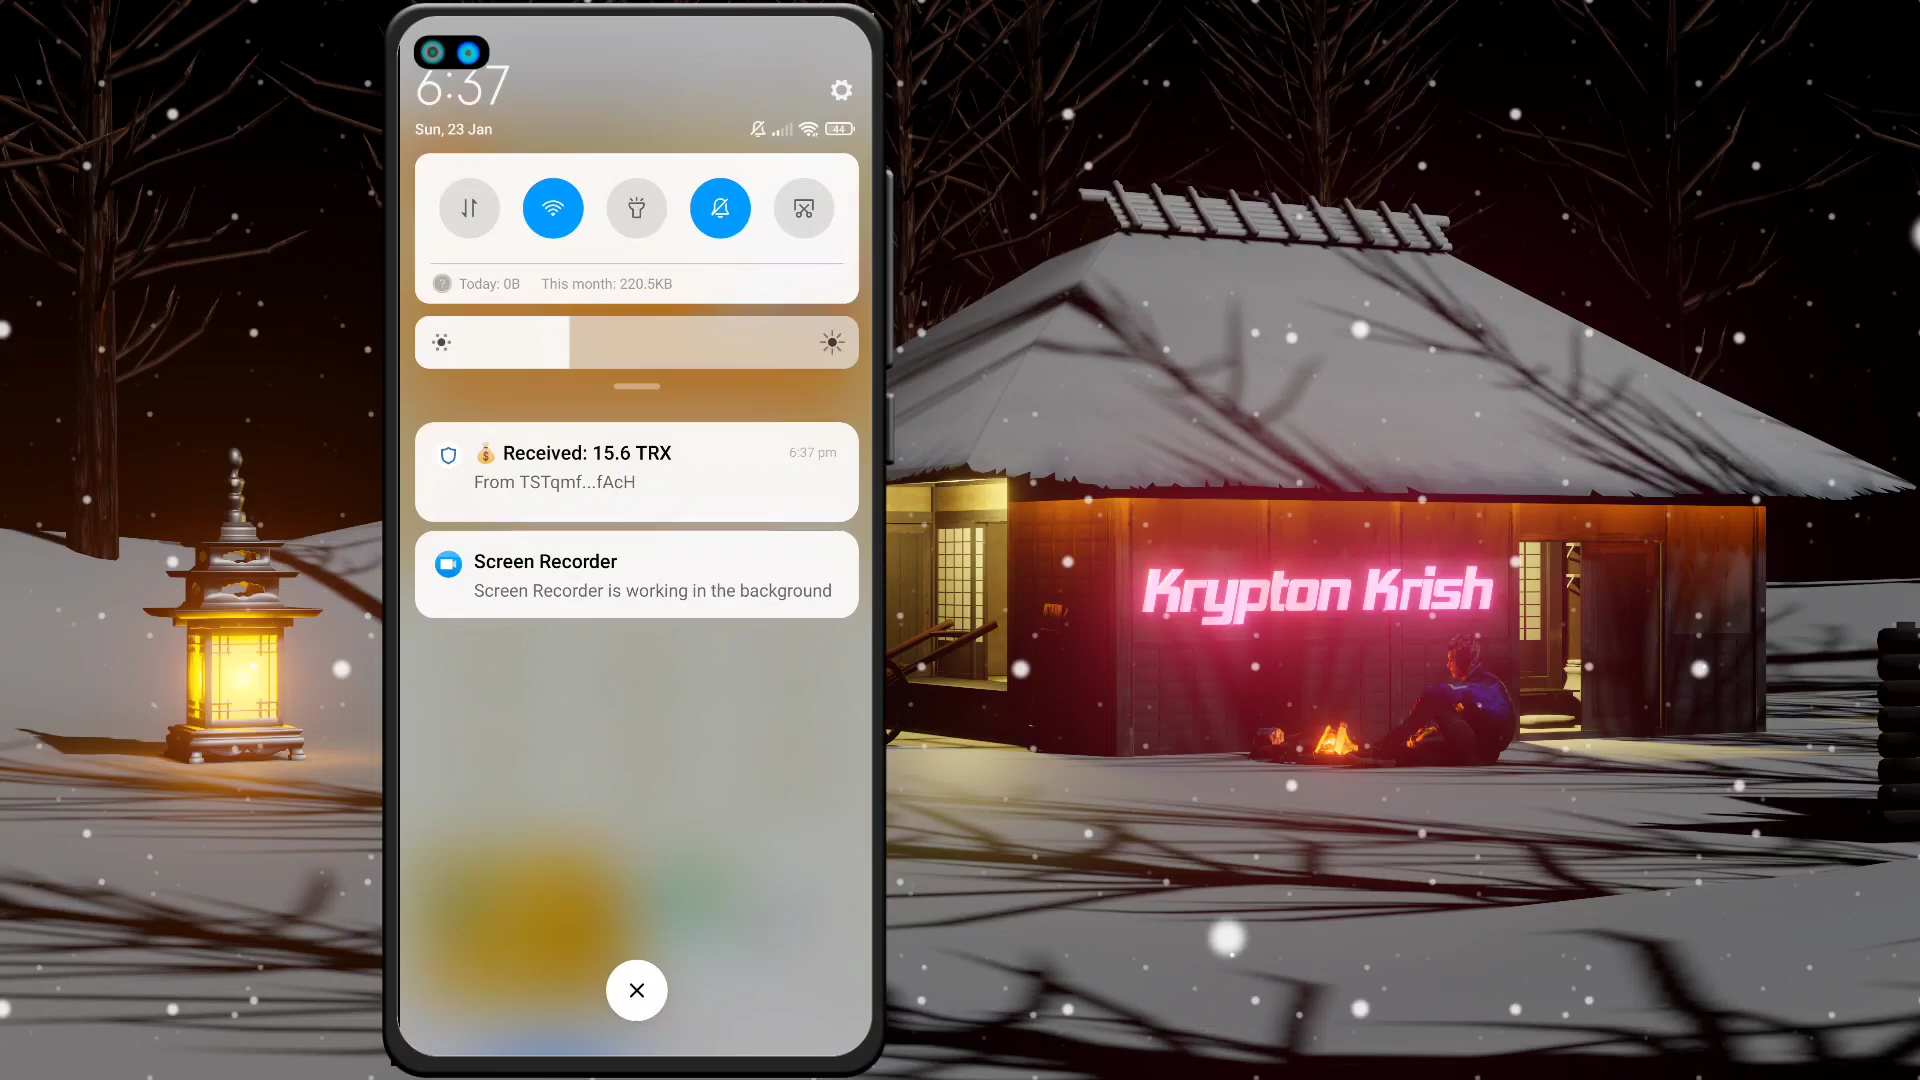 6:37
Sun, 23 Jan
44
Today: 0B This month: 220.5KB
💰 Received: 15.6 TRX 6:37 pm
From TSTqmf...fAcH
Screen Recorder
Screen Recorder is working in the background
Krypton Krish